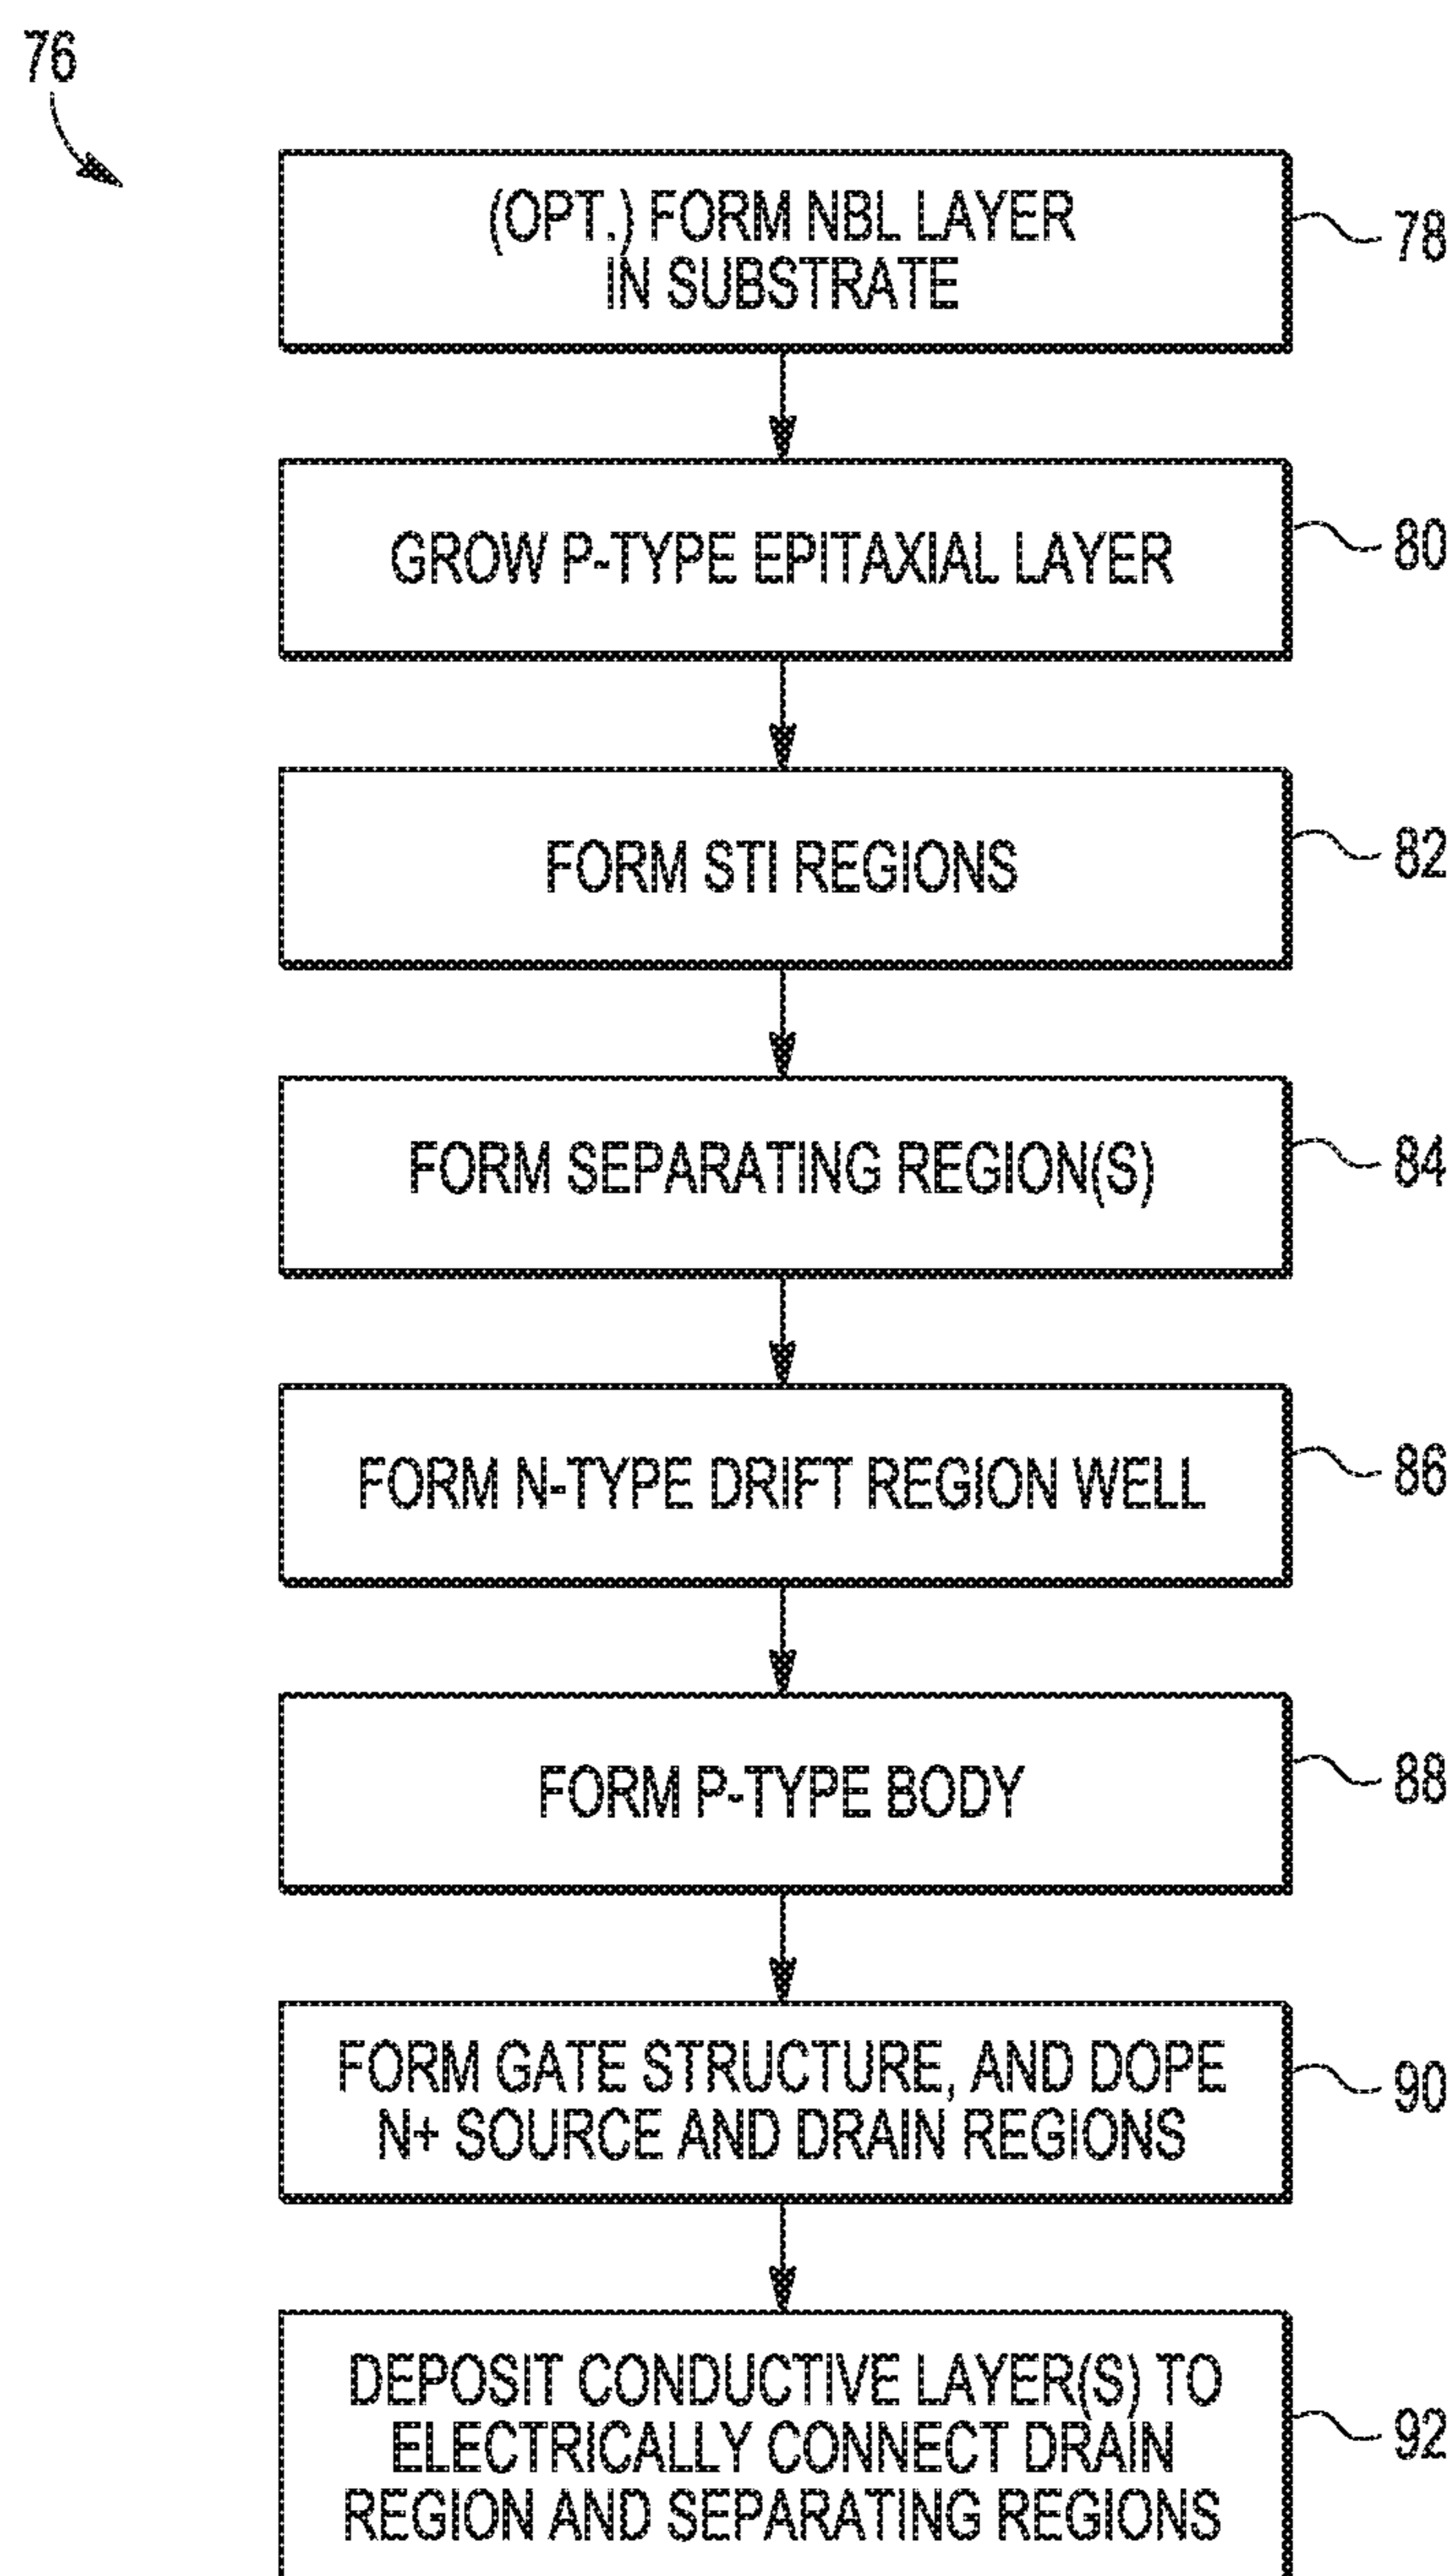 76
(OPT.) FORM NBL LAYER
IN SUBSTRATE
78
GROW P-TYPE EPITAXIAL LAYER
80
FORM STI REGIONS
82
FORM SEPARATING REGION(S)
84
FORM N-TYPE DRIFT REGION WELL
86
FORM P-TYPE BODY
88
FORM GATE STRUCTURE, AND DOPE
N+ SOURCE AND DRAIN REGIONS
90
DEPOSIT CONDUCTIVE LAYER(S) TO
ELECTRICALLY CONNECT DRAIN
REGION AND SEPARATING REGIONS
92